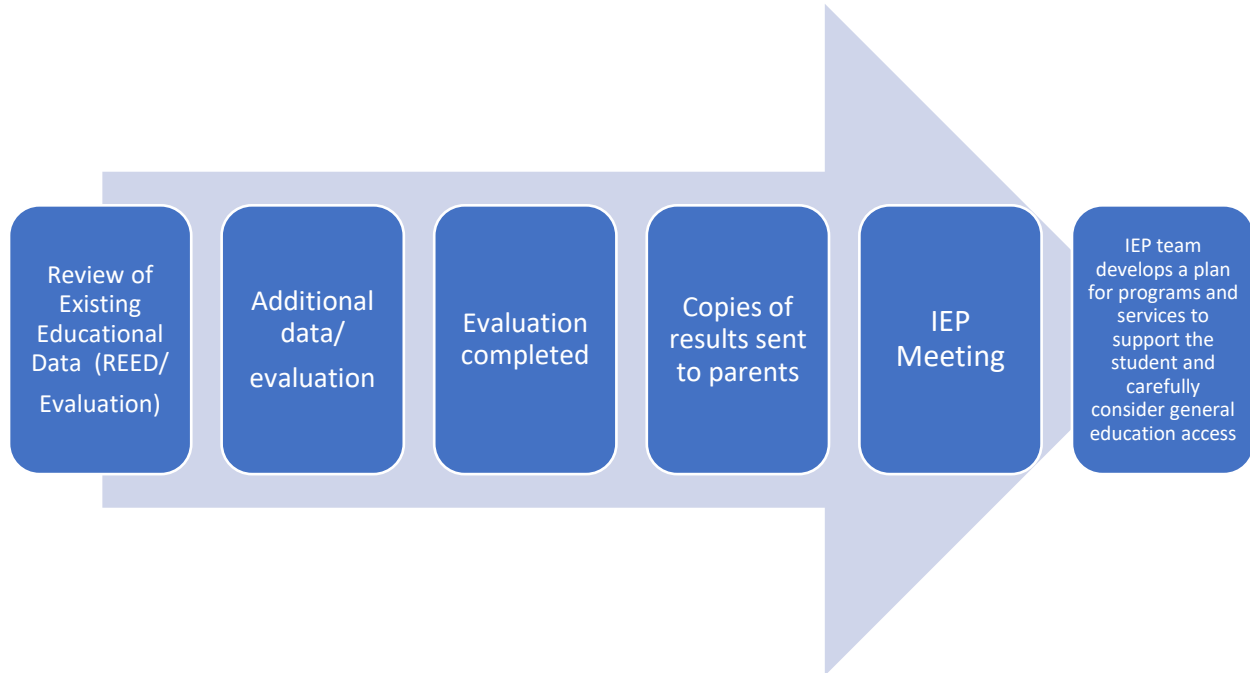 Review of
Existing
Educational
Data  (REED/
Evaluation)
Additional
data/
evaluation
Evaluation
completed
Copies of
results sent
to parents
IEP
Meeting
IEP team
develops a plan
for programs and
services to
support the
student and
carefully
consider general
education access